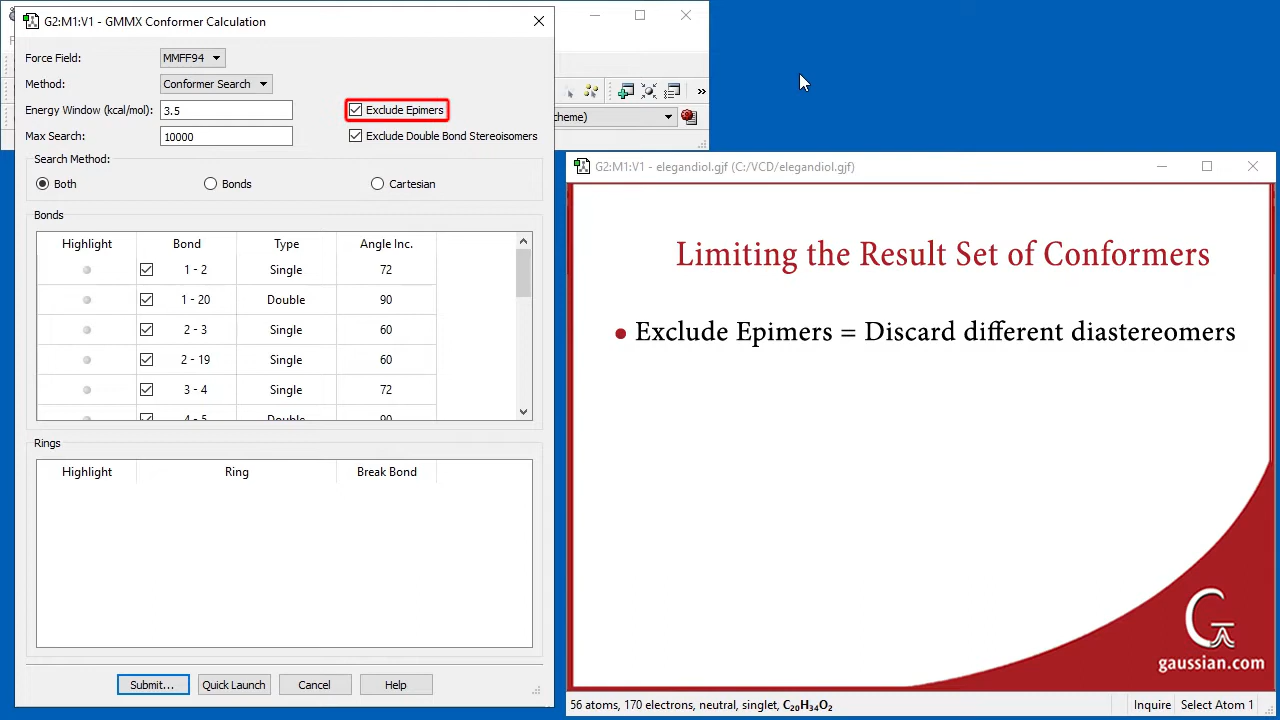 G2:M1:V1 - GMMX Conformer Calculation
Force Field: MMFF94
Method: Conformer Search
Energy Window (kcal/mol): 3.5
Exclude Epimers
Max Search: 10000
Exclude Double Bond Stereoisomers
Search Method:
Both Bonds Cartesian
Bonds
Highlight Bond Type Angle Inc.
1 - 2 Single 72
1 - 20 Double 90
2 - 3 Single 60
2 - 19 Single 60
3 - 4 Single 72
4 - 5 Double 90
Rings
Highlight Ring Break Bond
Submit... Quick Launch Cancel Help
»
cheme)
»
G2:M1:V1 - elegandiol.gjf (C:/VCD/elegandiol.gjf)
Limiting the Result Set of Conformers
• Exclude Epimers = Discard different diastereomers
G
gaussian.com
56 atoms, 170 electrons, neutral, singlet, C₂₀H₃₄O₂
Inquire Select Atom 1